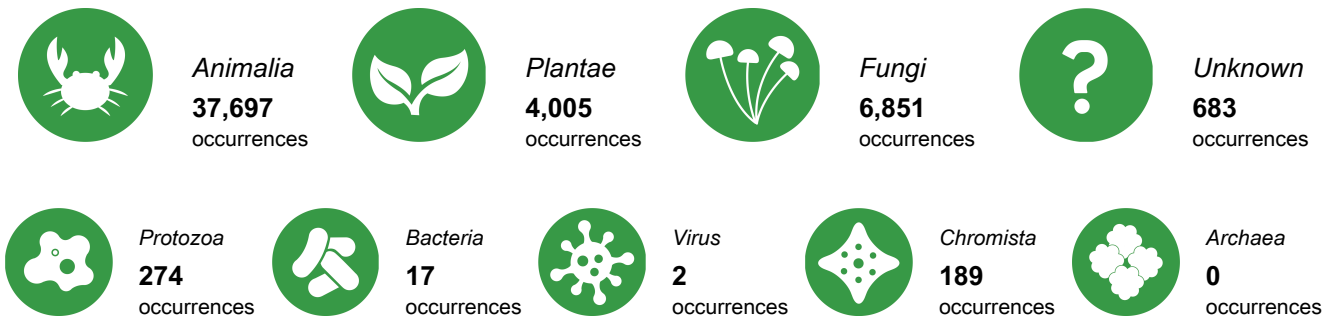 Animalia
37,697
occurrences
Plantae
4,005
occurrences
Fungi
6,851
occurrences
?
Unknown
683
occurrences
Protozoa
274
occurrences
Bacteria
17
occurrences
Virus
2
occurrences
Chromista
189
occurrences
Archaea
0
occurrences